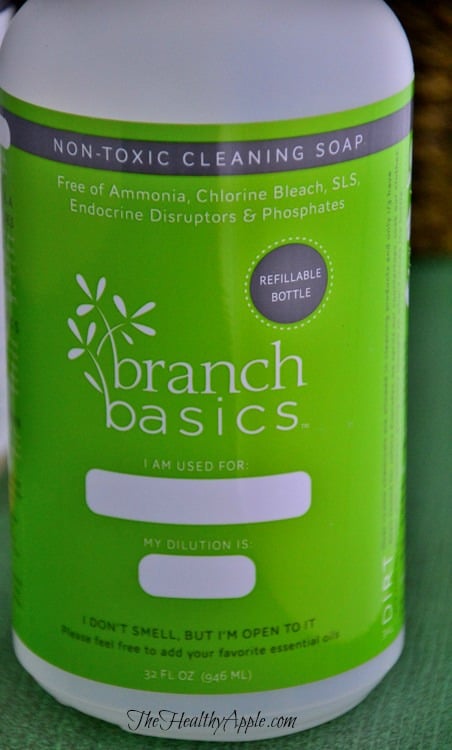 NON-TOXIC CLEANING SOAP
Free of Ammonia, Chlorine Bleach, SLS,
Endocrine Disruptors & Phosphates
REFILLABLE
BOTTLE
branch
basics™
I AM USED FOR:
MY DILUTION IS:
I DON'T SMELL, BUT I'M OPEN TO IT
Please feel free to add your favorite essential oils
32 FL OZ (946 ML)
DIRT
TheHealthyApple.com